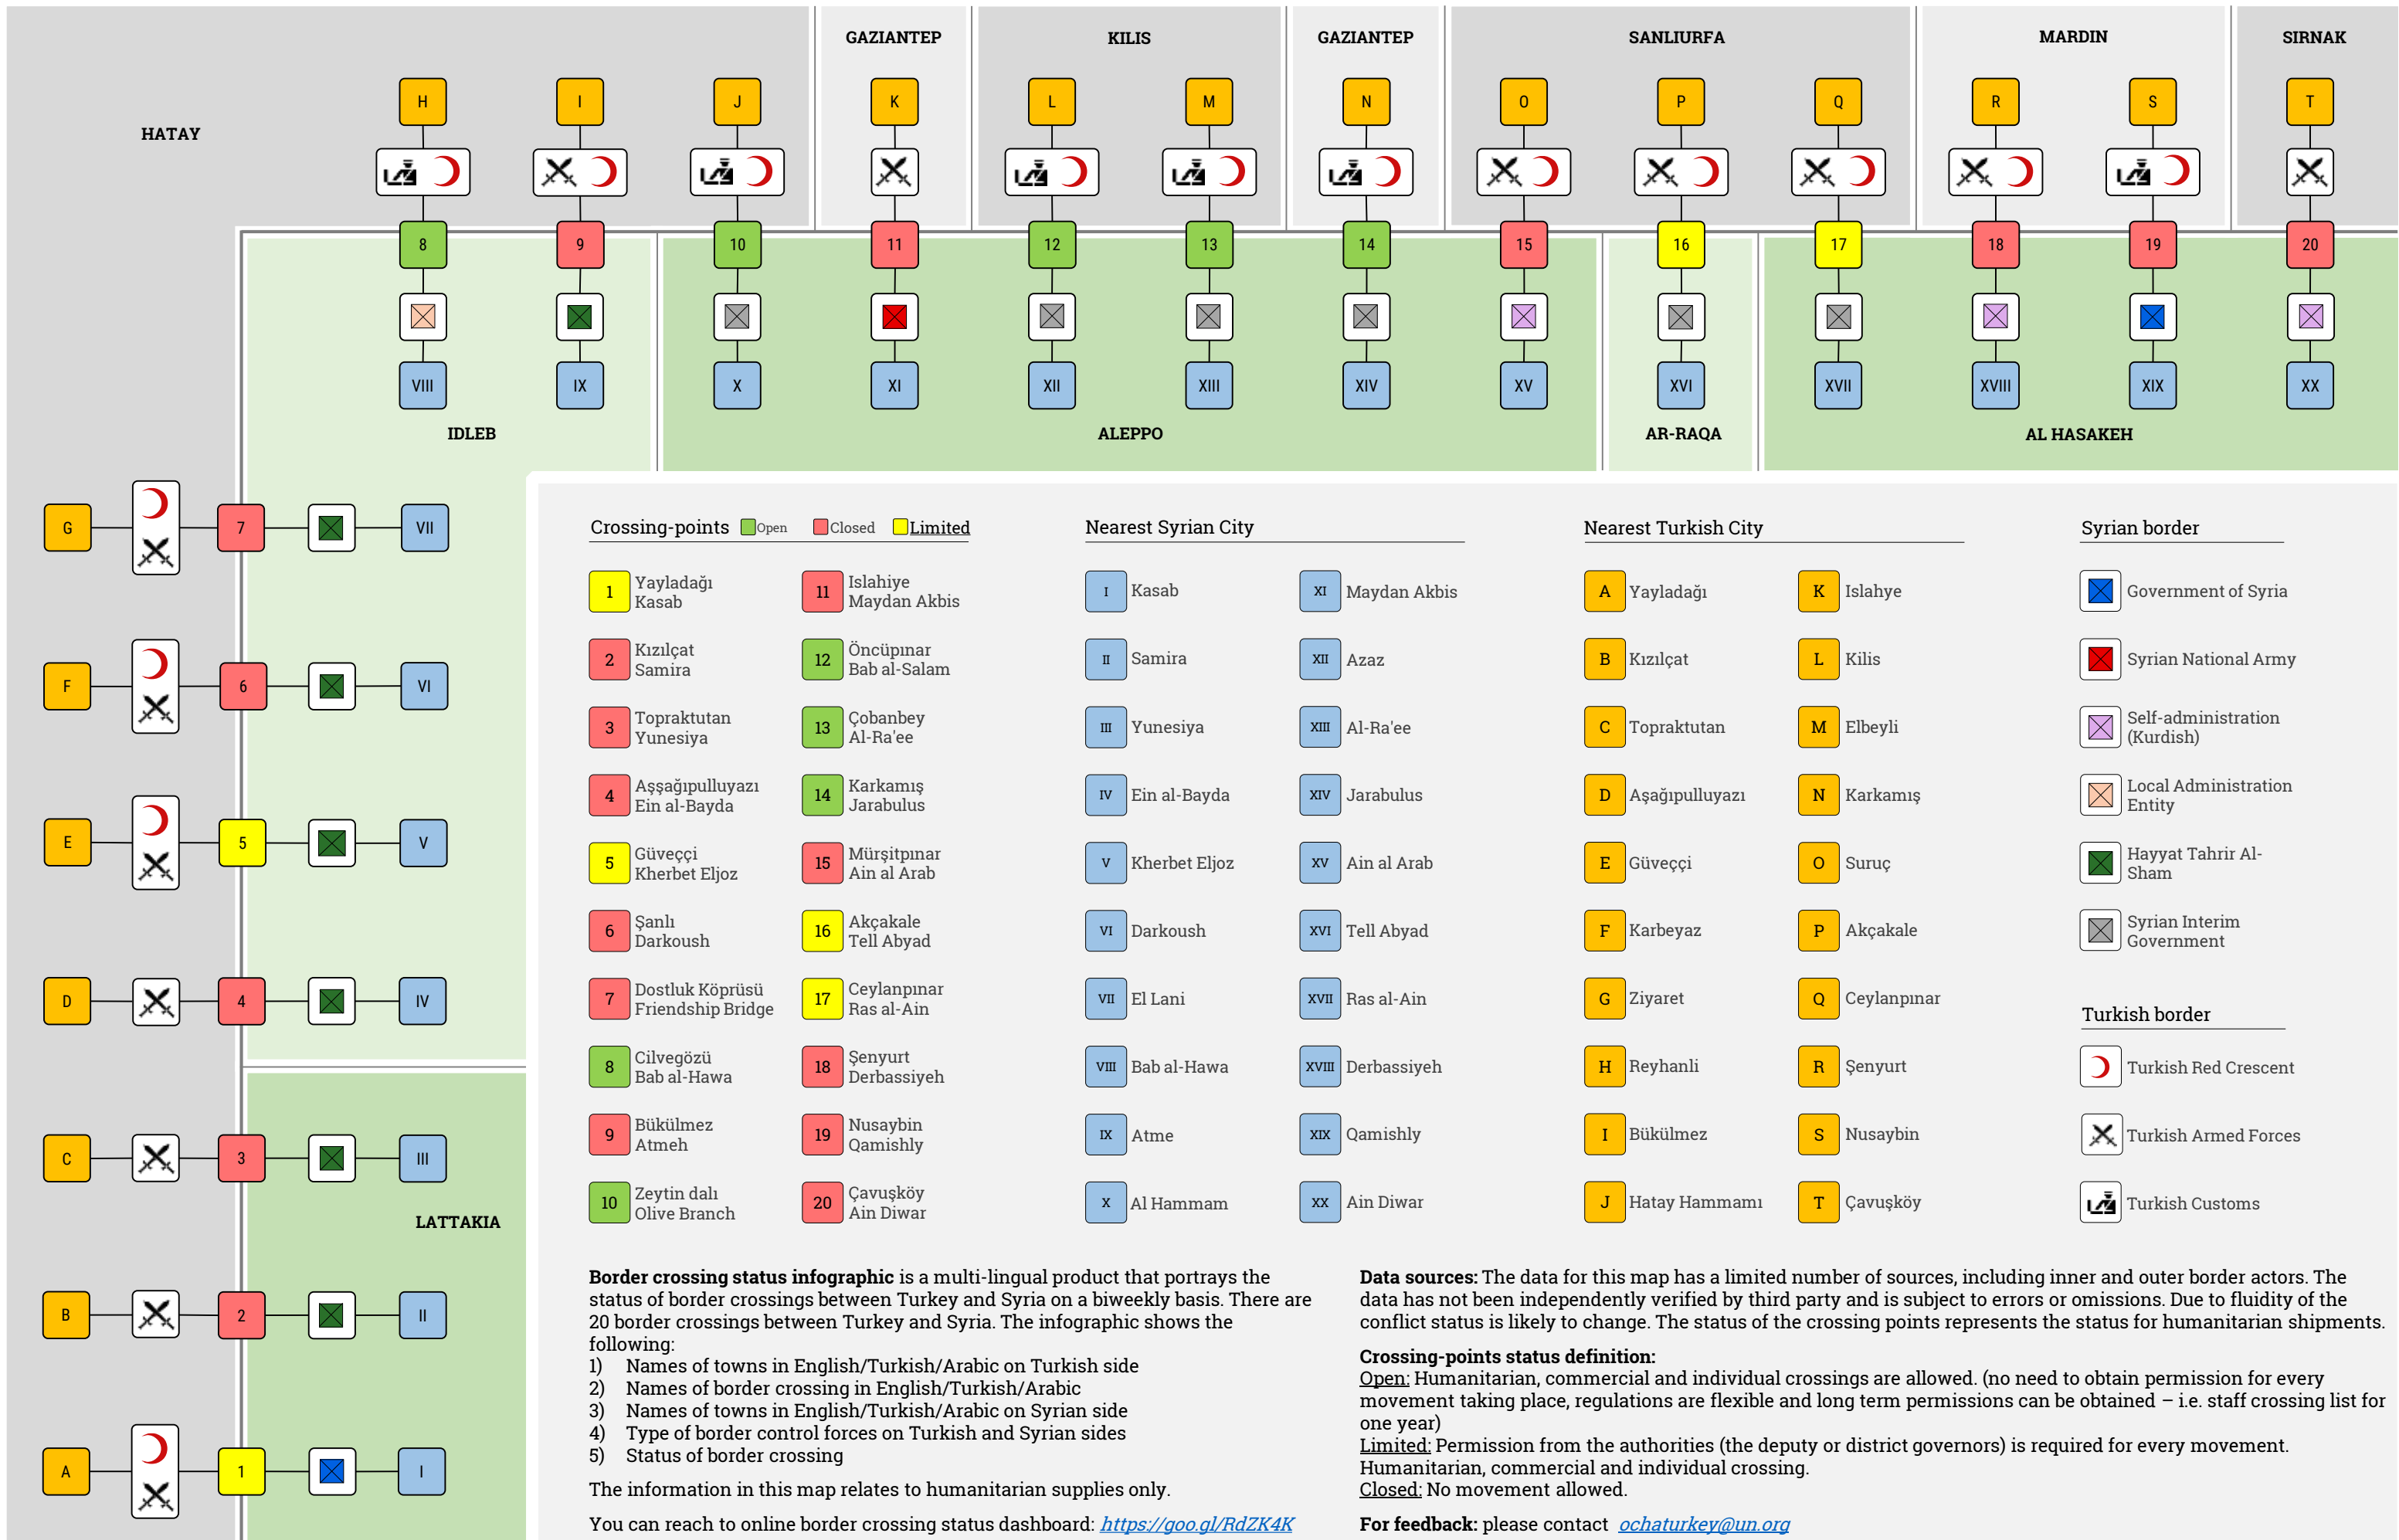 GAZIANTEP
KILIS
GAZIANTEP
SANLIURFA
MARDIN
SIRNAK
HATAY
H
I
J
K
L
M
N
O
P
Q
R
S
T
8
9
10
11
12
13
14
15
16
17
18
19
20
VIII
IX
X
XI
XII
XIII
XIV
XV
XVI
XVII
XVIII
XIX
XX
IDLEB
ALEPPO
AR-RAQA
AL HASAKEH
G
7
VII
F
6
VI
E
5
V
D
4
IV
C
3
III
LATTAKIA
B
2
II
A
1
I
Crossing-points
Open
Closed
Limited
1
Yayladağı
Kasab
2
Kızılçat
Samira
3
Topraktutan
Yunesiya
4
Aşşağıpulluyazı
Ein al-Bayda
5
Güveççi
Kherbet Eljoz
6
Şanlı
Darkoush
7
Dostluk Köprüsü
Friendship Bridge
8
Cilvegözü
Bab al-Hawa
9
Bükülmez
Atmeh
10
Zeytin dalı
Olive Branch
11
Islahiye
Maydan Akbis
12
Öncüpınar
Bab al-Salam
13
Çobanbey
Al-Ra'ee
14
Karkamış
Jarabulus
15
Mürşitpınar
Ain al Arab
16
Akçakale
Tell Abyad
17
Ceylanpınar
Ras al-Ain
18
Şenyurt
Derbassiyeh
19
Nusaybin
Qamishly
20
Çavuşköy
Ain Diwar
Nearest Syrian City
I Kasab
II Samira
III Yunesiya
IV Ein al-Bayda
V Kherbet Eljoz
VI Darkoush
VII El Lani
VIII Bab al-Hawa
IX Atme
X Al Hammam
XI Maydan Akbis
XII Azaz
XIII Al-Ra'ee
XIV Jarabulus
XV Ain al Arab
XVI Tell Abyad
XVII Ras al-Ain
XVIII Derbassiyeh
XIX Qamishly
XX Ain Diwar
Nearest Turkish City
A Yayladağı
B Kızılçat
C Topraktutan
D Aşağıpulluyazı
E Güveççi
F Karbeyaz
G Ziyaret
H Reyhanli
I Bükülmez
J Hatay Hammamı
K Islahye
L Kilis
M Elbeyli
N Karkamış
O Suruç
P Akçakale
Q Ceylanpınar
R Şenyurt
S Nusaybin
T Çavuşköy
Syrian border
Government of Syria
Syrian National Army
Self-administration
(Kurdish)
Local Administration
Entity
Hayyat Tahrir Al-
Sham
Syrian Interim
Government
Turkish border
Turkish Red Crescent
Turkish Armed Forces
Turkish Customs
Border crossing status infographic is a multi-lingual product that portrays the
status of border crossings between Turkey and Syria on a biweekly basis. There are
20 border crossings between Turkey and Syria. The infographic shows the
following:
1) Names of towns in English/Turkish/Arabic on Turkish side
2) Names of border crossing in English/Turkish/Arabic
3) Names of towns in English/Turkish/Arabic on Syrian side
4) Type of border control forces on Turkish and Syrian sides
5) Status of border crossing
The information in this map relates to humanitarian supplies only.
You can reach to online border crossing status dashboard: https://goo.gl/RdZK4K
Data sources: The data for this map has a limited number of sources, including inner and outer border actors. The
data has not been independently verified by third party and is subject to errors or omissions. Due to fluidity of the
conflict status is likely to change. The status of the crossing points represents the status for humanitarian shipments.
Crossing-points status definition:
Open: Humanitarian, commercial and individual crossings are allowed. (no need to obtain permission for every
movement taking place, regulations are flexible and long term permissions can be obtained – i.e. staff crossing list for
one year)
Limited: Permission from the authorities (the deputy or district governors) is required for every movement.
Humanitarian, commercial and individual crossing.
Closed: No movement allowed.
For feedback: please contact ochaturkey@un.org